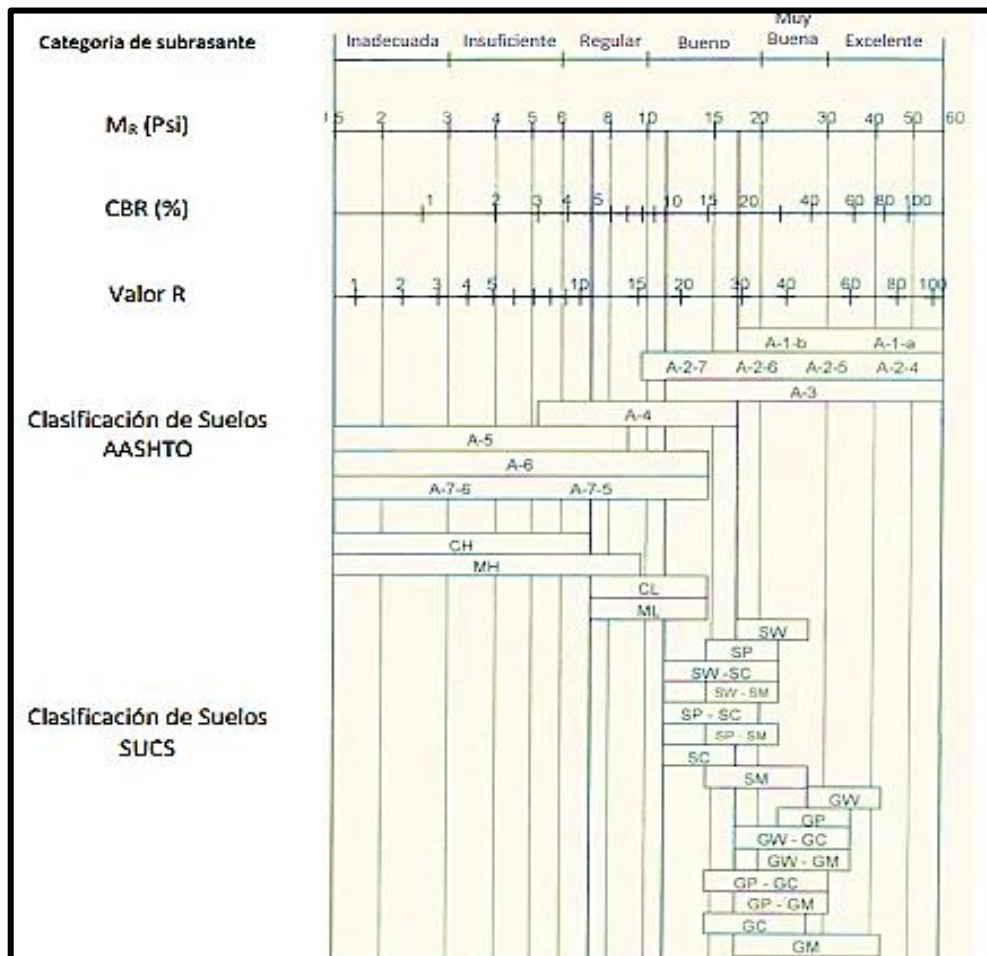 Muy
Categoria de subrasante Inadecuada Insuficiente Regular Bueno Buena Excelente
Mʀ (Psi) 1.5 2 3 4 5 6 8 10 15 20 30 40 50 60
CBR (%) 1 2 3 4 5 10 15 20 40 60 80 100
Valor R 1 2 3 4 5 10 15 20 30 40 60 80 100
A-1-b A-1-a
A-2-7 A-2-6 A-2-5 A-2-4
A-3
Clasificación de Suelos A-4
AASHTO A-5
A-6
A-7-6 A-7-5
CH
MH
CL
ML
SW
SP
SW -SC
SW - SM
Clasificación de Suelos SP - SC
SUCS SP - SM
SC
SM
GW
GP
GW - GC
GW - GM
GP - GC
GP - GM
GC
GM